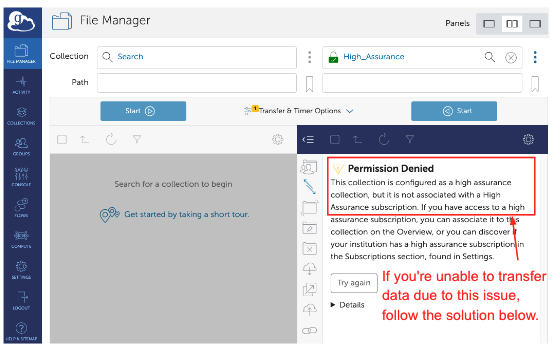 File Manager
Panels
FILE MANAGER
ACTIVITY
COLLECTIONS
GROUPS
CONSOLE
FLOWS
COMPUTE
SETTINGS
LOGOUT
HELP & SITEMAP
Collection
Search
High_Assurance
Path
Start
1
Transfer & Timer Options
Start
Search for a collection to begin
Get started by taking a short tour.
Permission Denied
This collection is configured as a high assurance
collection, but it is not associated with a High
Assurance subscription. If you have access to a high
assurance subscription, you can associate it to this
collection on the Overview, or you can discover if
your institution has a high assurance subscription in
the Subscriptions section, found in Settings.
Try again
Details
If you're unable to transfer
data due to this issue,
follow the solution below.